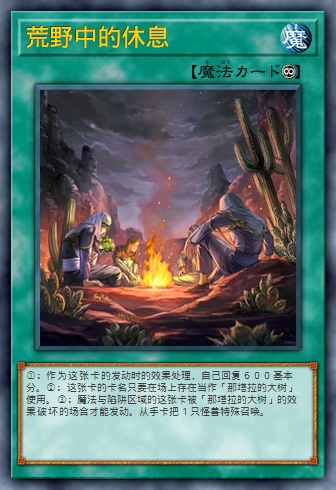 荒野中的休息
魔
【魔法カード】
①：作为这张卡的发动时的效果处理，自己回复６００基本
分。②：这张卡的卡名只要在场上存在当作「那塔拉的大树」
使用。③：魔法与陷阱区域的这张卡被「那塔拉的大树」的效
果破坏的场合才能发动。从手卡把１只怪兽特殊召唤。